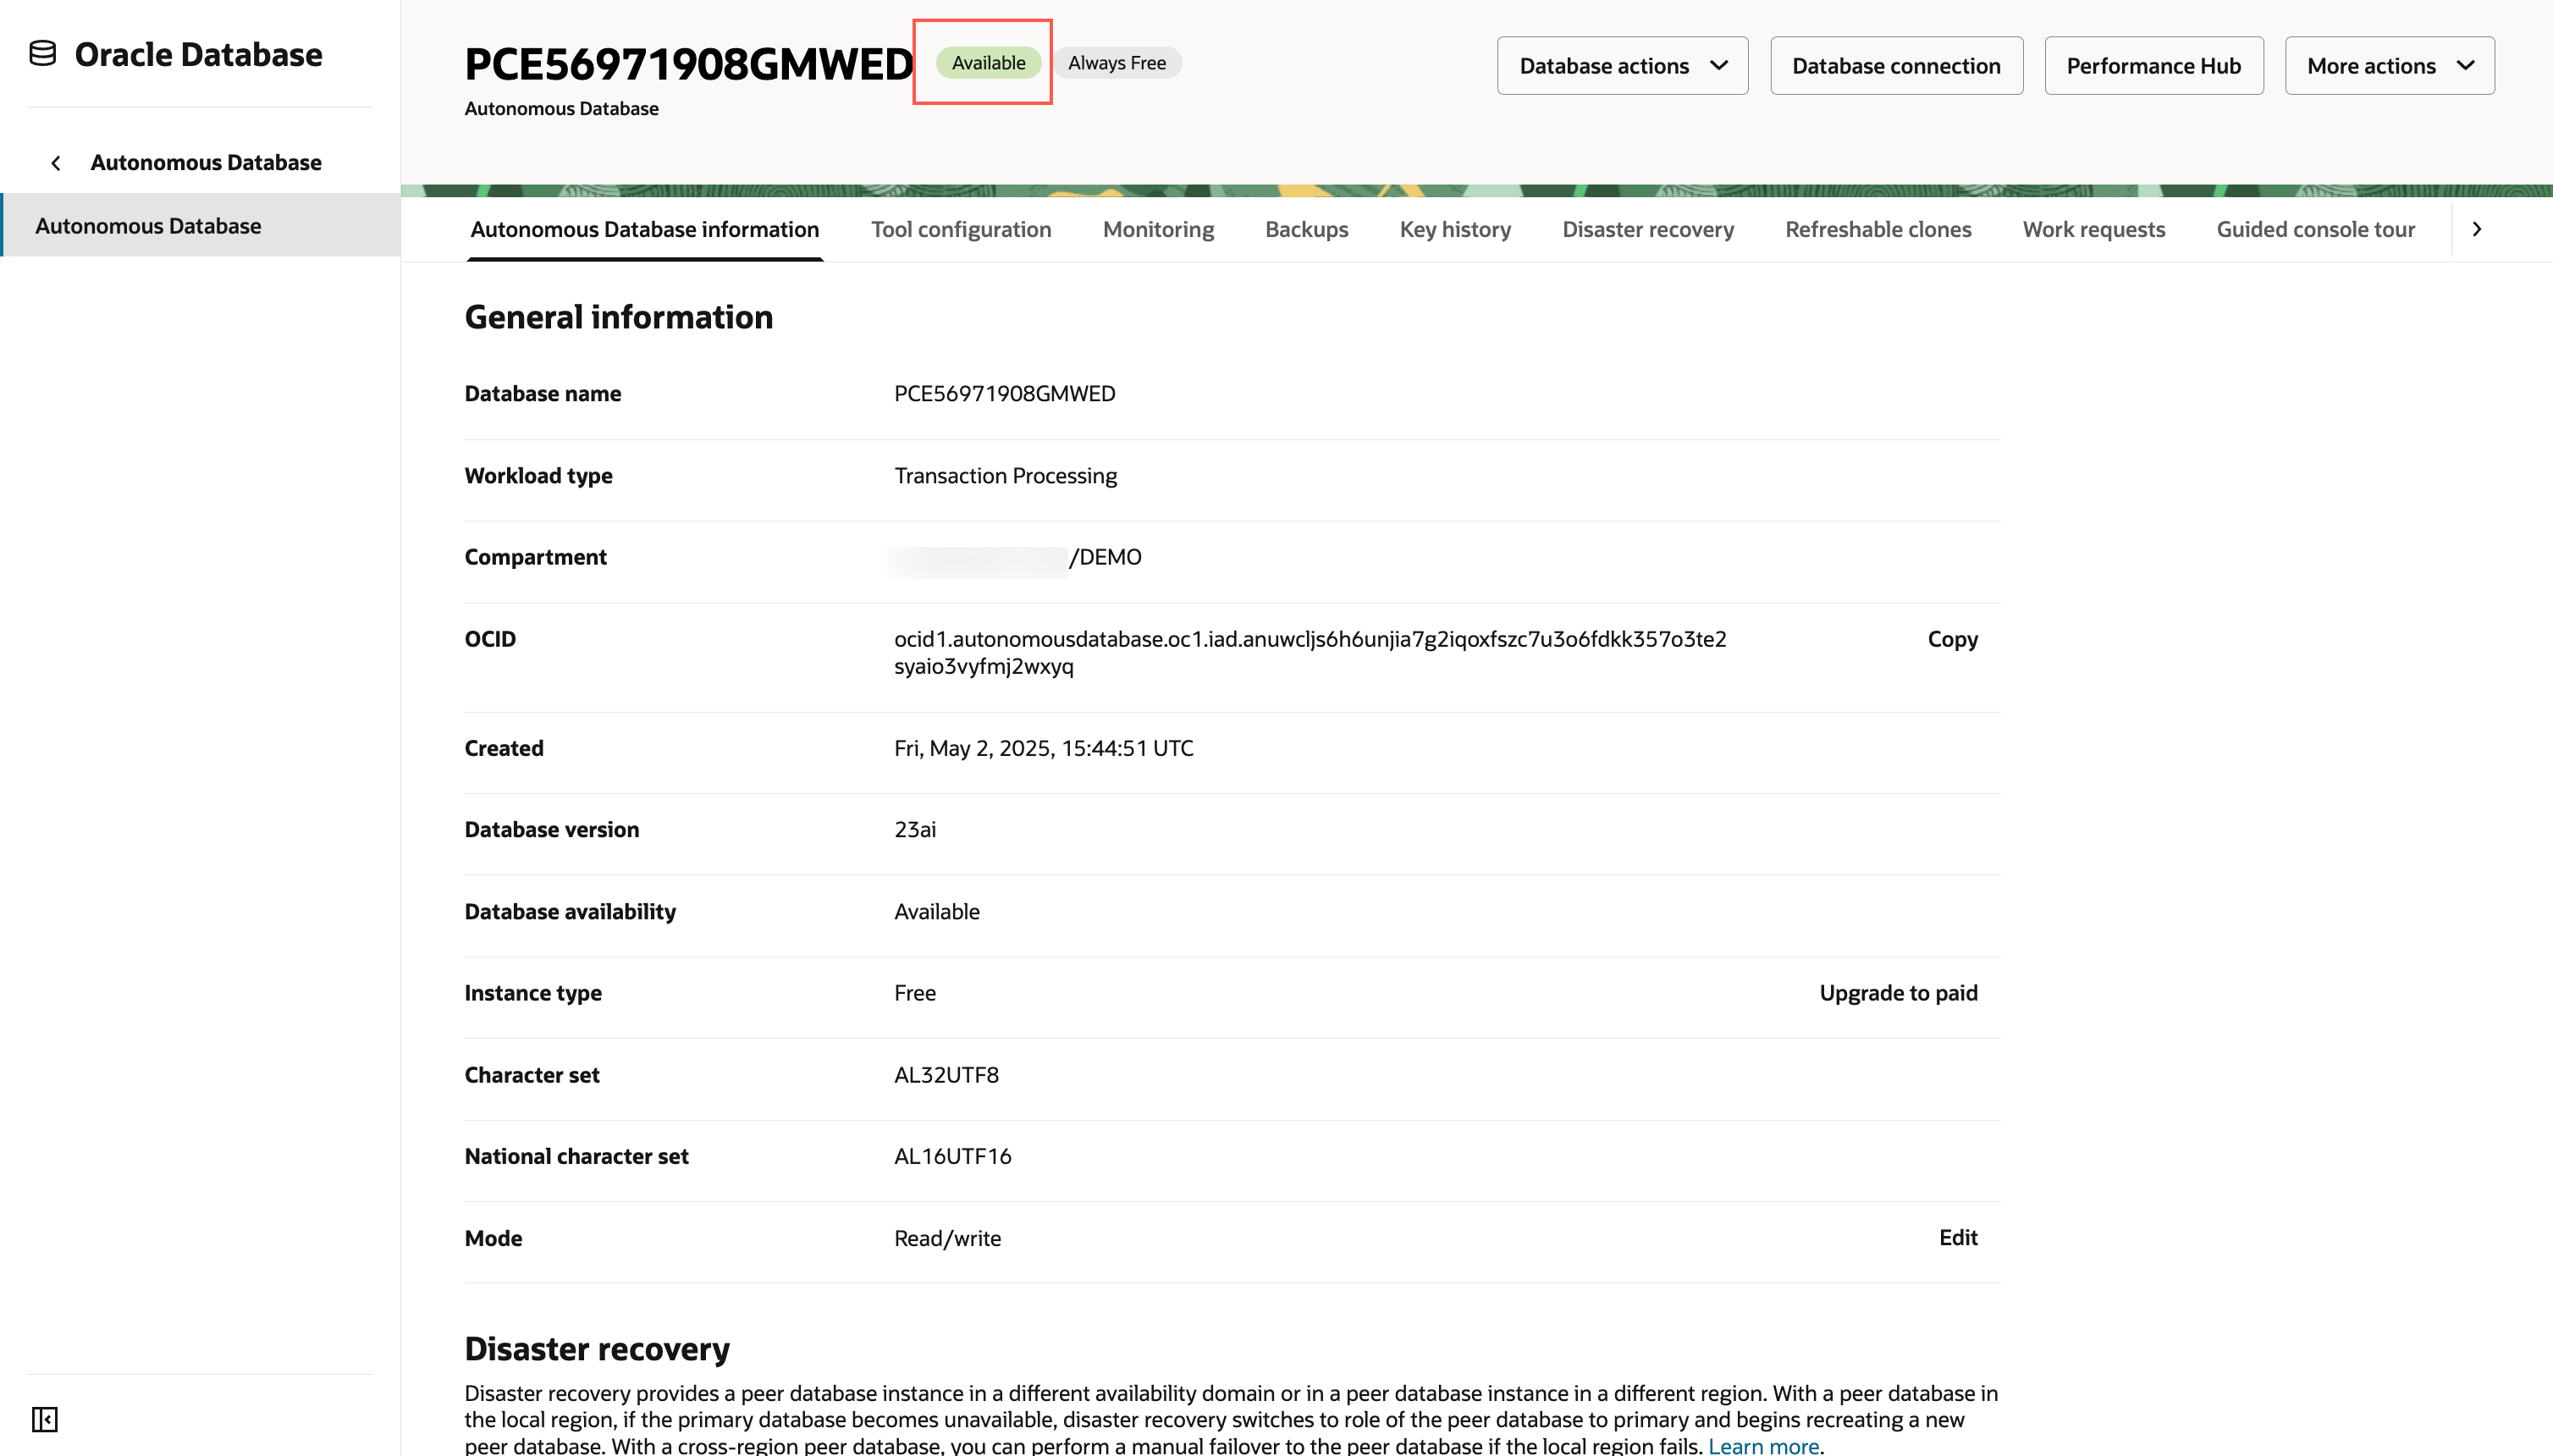 Oracle Database
Autonomous Database
Autonomous Database
PCE56971908GMWED Available Always Free
Autonomous Database
Database actions Database connection Performance Hub More actions
Autonomous Database information Tool configuration Monitoring Backups Key history Disaster recovery Refreshable clones Work requests Guided console tour
General information
Database name PCE56971908GMWED
Workload type Transaction Processing
Compartment /DEMO
OCID ocid1.autonomousdatabase.oc1.iad.anuwcljs6h6unjia7g2iqoxfszc7u3o6fdkk357o3te2 Copy
syaio3vyfmj2wxyq
Created Fri, May 2, 2025, 15:44:51 UTC
Database version 23ai
Database availability Available
Instance type Free Upgrade to paid
Character set AL32UTF8
National character set AL16UTF16
Mode Read/write Edit
Disaster recovery
Disaster recovery provides a peer database instance in a different availability domain or in a peer database instance in a different region. With a peer database in
the local region, if the primary database becomes unavailable, disaster recovery switches to role of the peer database to primary and begins recreating a new
peer database. With a cross-region peer database, you can perform a manual failover to the peer database if the local region fails. Learn more.